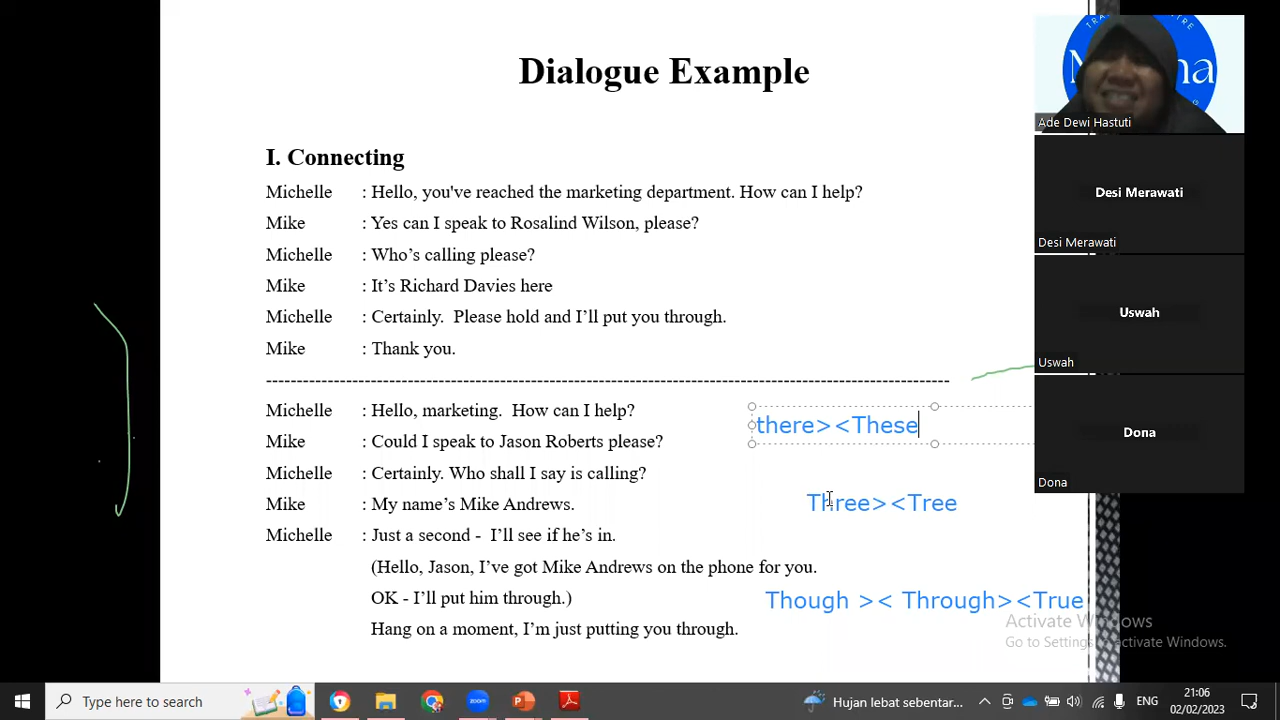 Dialogue Example
I. Connecting
Michelle : Hello, you've reached the marketing department. How can I help?
Mike : Yes can I speak to Rosalind Wilson, please?
Michelle : Who's calling please?
Mike : It's Richard Davies here
Michelle : Certainly.  Please hold and I'll put you through.
Mike : Thank you.
Michelle : Hello, marketing.  How can I help?
there><These
Mike : Could I speak to Jason Roberts please?
Michelle : Certainly. Who shall I say is calling?
Mike : My name's Mike Andrews.
Three><Tree
Michelle : Just a second -  I'll see if he's in.
(Hello, Jason, I've got Mike Andrews on the phone for you.
OK - I'll put him through.)
Though >< Through><True
Hang on a moment, I'm just putting you through.
Ade Dewi Hastuti
Desi Merawati
Desi Merawati
Uswah
Uswah
Dona
Dona
Activate Windows
Go to Settings to activate Windows.
Type here to search
Hujan lebat sebentar...
ENG
21:06
02/02/2023